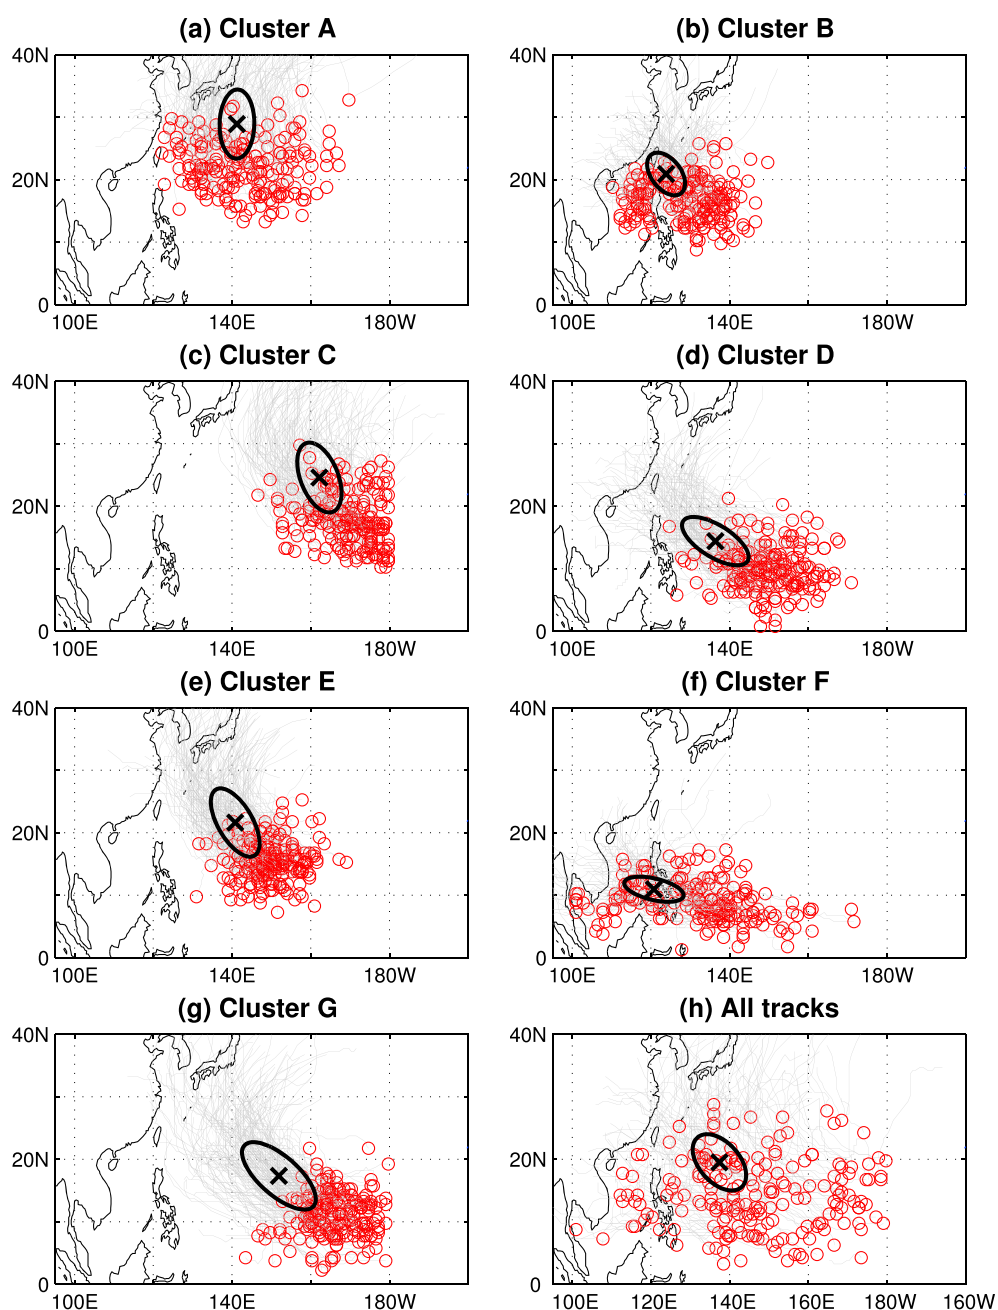 (a) Cluster A
(b) Cluster B
40N
20N
0
100E 140E 180W
40N
20N
0
100E 140E 180W
(c) Cluster C
(d) Cluster D
40N
20N
0
100E 140E 180W
40N
20N
0
100E 140E 180W
(e) Cluster E
(f) Cluster F
40N
20N
0
100E 140E 180W
40N
20N
0
100E 140E 180W
(g) Cluster G
(h) All tracks
40N
20N
0
100E 140E 180W
40N
20N
0
100E 120E 140E 160E 180W 160W